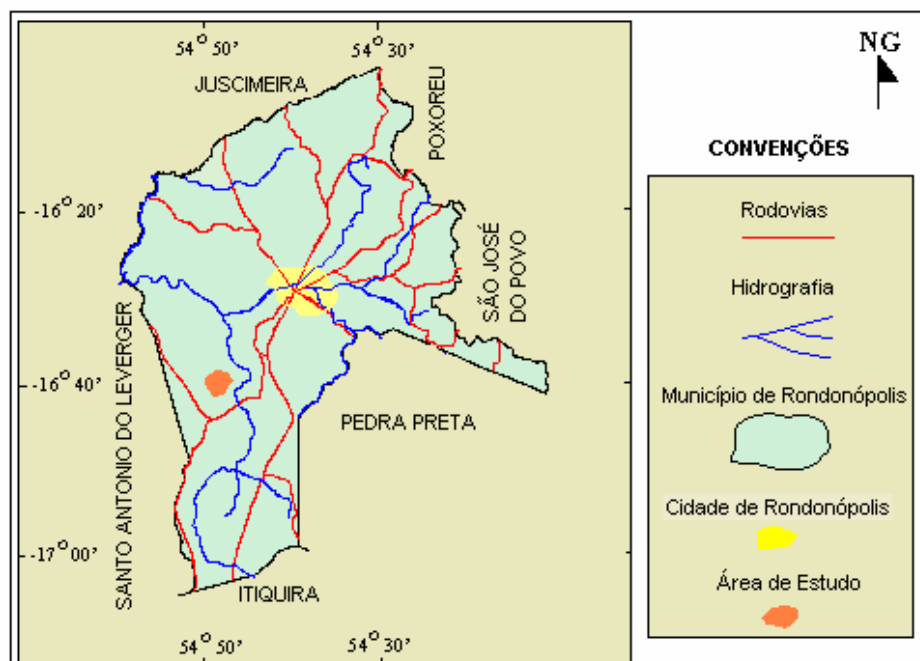 54° 50'
54° 30'
JUSCIMEIRA
POXOREU
-16° 20'
SÃO JOSÉ
DO POVO
SANTO ANTONIO DO LEVERGER
-16° 40'
PEDRA PRETA
-17° 00'
ITIQUIRA
54° 50'
54° 30'
NG
CONVENÇÕES
Rodovias
Hidrografia
Município de Rondonópolis
Cidade de Rondonópolis
Área de Estudo